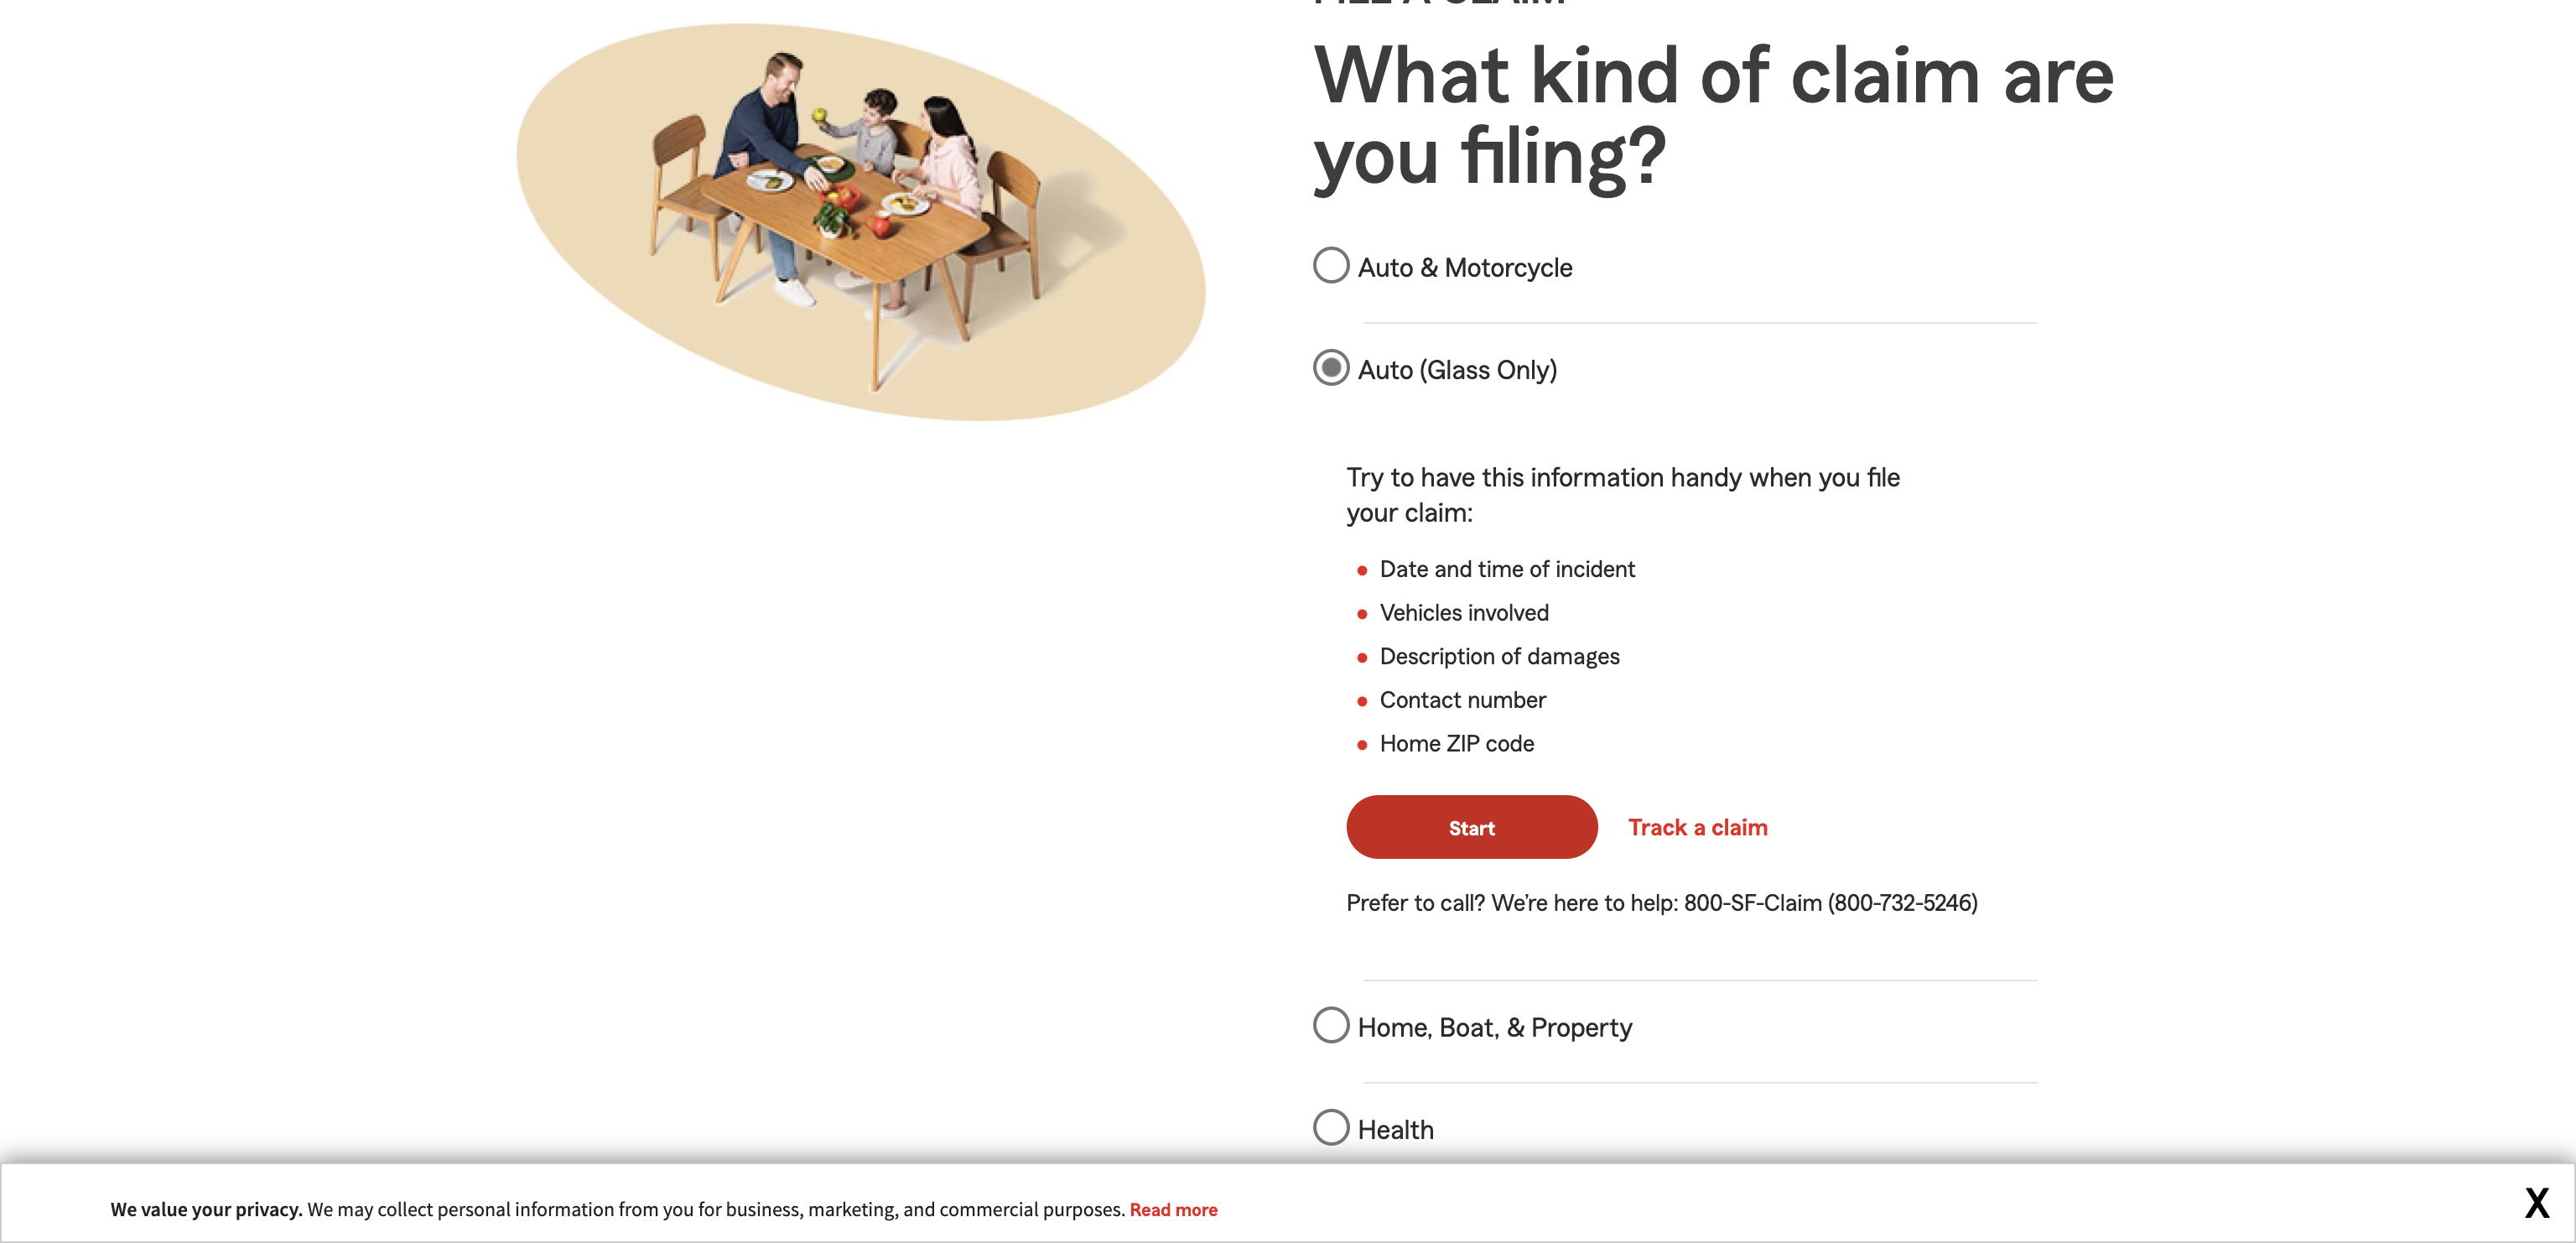 FILE A CLAIM
What kind of claim are
you filing?
Auto & Motorcycle
Auto (Glass Only)
Try to have this information handy when you file
your claim:
Date and time of incident
Vehicles involved
Description of damages
Contact number
Home ZIP code
Start
Track a claim
Prefer to call? We're here to help: 800-SF-Claim (800-732-5246)
Home, Boat, & Property
Health
We value your privacy. We may collect personal information from you for business, marketing, and commercial purposes. Read more
X